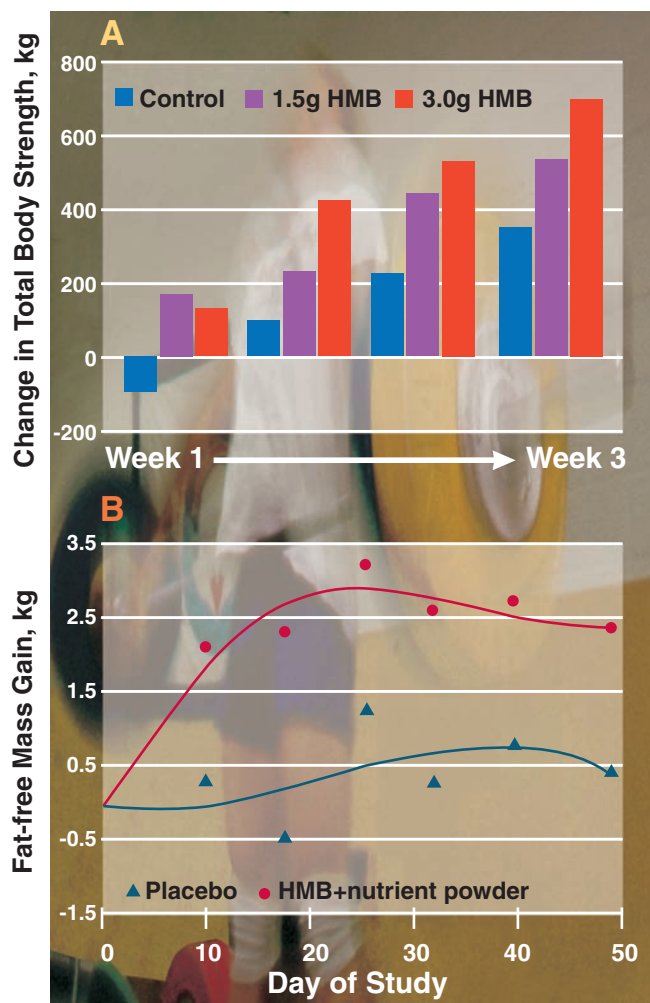 A
Change in Total Body Strength, kg
800
600
400
200
0
-200
Control 1.5g HMB 3.0g HMB
Week 1 Week 3
B
Fat-free Mass Gain, kg
3.5
2.5
1.5
0.5
-0.5
-1.5
Placebo HMB+nutrient powder
0 10 20 30 40 50
Day of Study